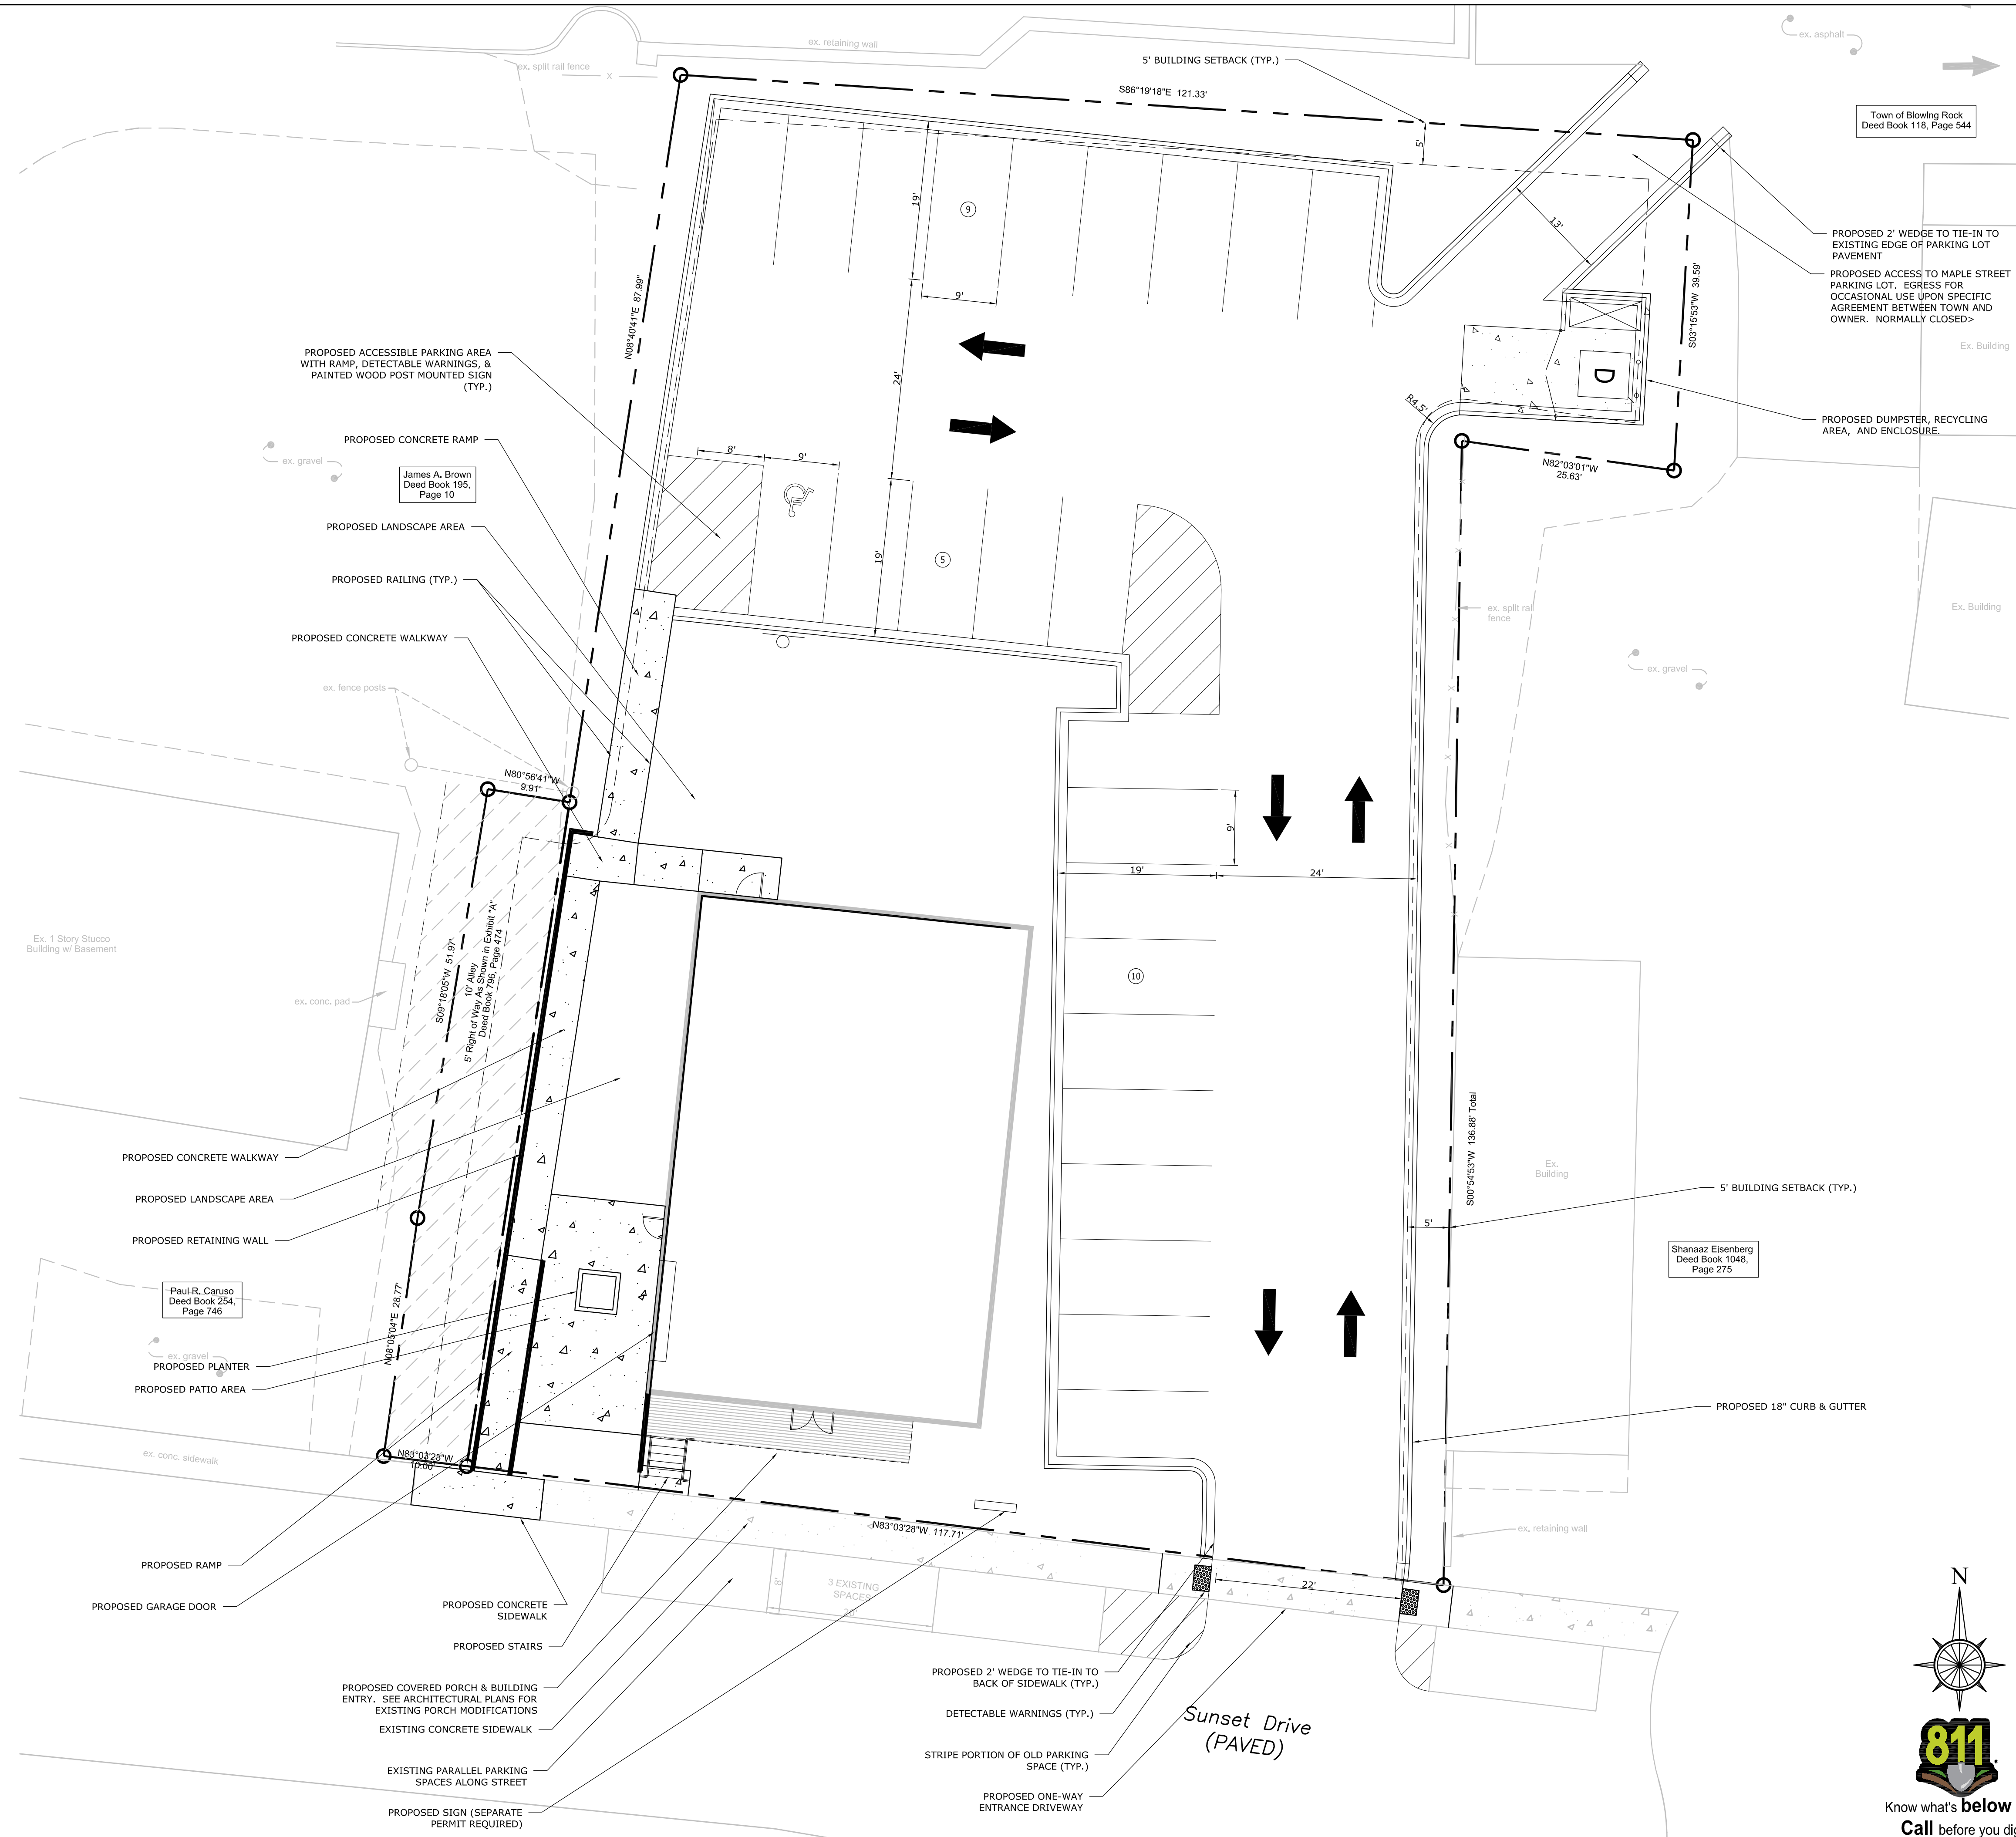 ex. retaining wall
ex. asphalt
ex. split rail fence
X
5' BUILDING SETBACK (TYP.)
S86°19'18"E 121.33'
Town of Blowing Rock
Deed Book 118, Page 544
5'
19'
9
13'
PROPOSED 2' WEDGE TO TIE-IN TO
EXISTING EDGE OF PARKING LOT
PAVEMENT
PROPOSED ACCESS TO MAPLE STREET
PARKING LOT. EGRESS FOR
OCCASIONAL USE UPON SPECIFIC
AGREEMENT BETWEEN TOWN AND
OWNER. NORMALLY CLOSED>
N08°40'41"E 87.99"
9'
S03°15'53"W 39.59'
Ex. Building
PROPOSED ACCESSIBLE PARKING AREA
WITH RAMP, DETECTABLE WARNINGS, &
PAINTED WOOD POST MOUNTED SIGN
(TYP.)
24'
D
R4.5'
PROPOSED DUMPSTER, RECYCLING
AREA, AND ENCLOSURE.
PROPOSED CONCRETE RAMP
8'
9'
ex. gravel
James A. Brown
Deed Book 195,
Page 10
N82°03'01"W
25.63'
PROPOSED LANDSCAPE AREA
19'
5
PROPOSED RAILING (TYP.)
ex. split rail
fence
Ex. Building
PROPOSED CONCRETE WALKWAY
ex. gravel
ex. fence posts
N80°56'41"W
9.91'
9'
19'
24'
Ex. 1 Story Stucco
Building w/ Basement
S09°18'05"W 51.97'
10' Alley
5' Right of Way As Shown in Exhibit "A"
Deed Book 796, Page 474
10
ex. conc. pad
PROPOSED CONCRETE WALKWAY
S00°54'53"W 136.88' Total
Ex.
Building
PROPOSED LANDSCAPE AREA
5' BUILDING SETBACK (TYP.)
5'
PROPOSED RETAINING WALL
Shanaaz Eisenberg
Deed Book 1048,
Page 275
Paul R. Caruso
Deed Book 254,
Page 746
N08°05'04"E 28.77'
ex. gravel
PROPOSED PLANTER
PROPOSED PATIO AREA
PROPOSED 18" CURB & GUTTER
ex. conc. sidewalk
N83°03'28"W
10.00'
N83°03'28"W 117.71'
ex. retaining wall
PROPOSED RAMP
8'
3 EXISTING
SPACES
22'
N
PROPOSED GARAGE DOOR
PROPOSED CONCRETE
SIDEWALK
PROPOSED STAIRS
PROPOSED COVERED PORCH & BUILDING
ENTRY. SEE ARCHITECTURAL PLANS FOR
EXISTING PORCH MODIFICATIONS
EXISTING CONCRETE SIDEWALK
EXISTING PARALLEL PARKING
SPACES ALONG STREET
PROPOSED SIGN (SEPARATE
PERMIT REQUIRED)
PROPOSED 2' WEDGE TO TIE-IN TO
BACK OF SIDEWALK (TYP.)
DETECTABLE WARNINGS (TYP.)
STRIPE PORTION OF OLD PARKING
SPACE (TYP.)
PROPOSED ONE-WAY
ENTRANCE DRIVEWAY
Sunset Drive
(PAVED)
811
Know what's below
Call before you dig